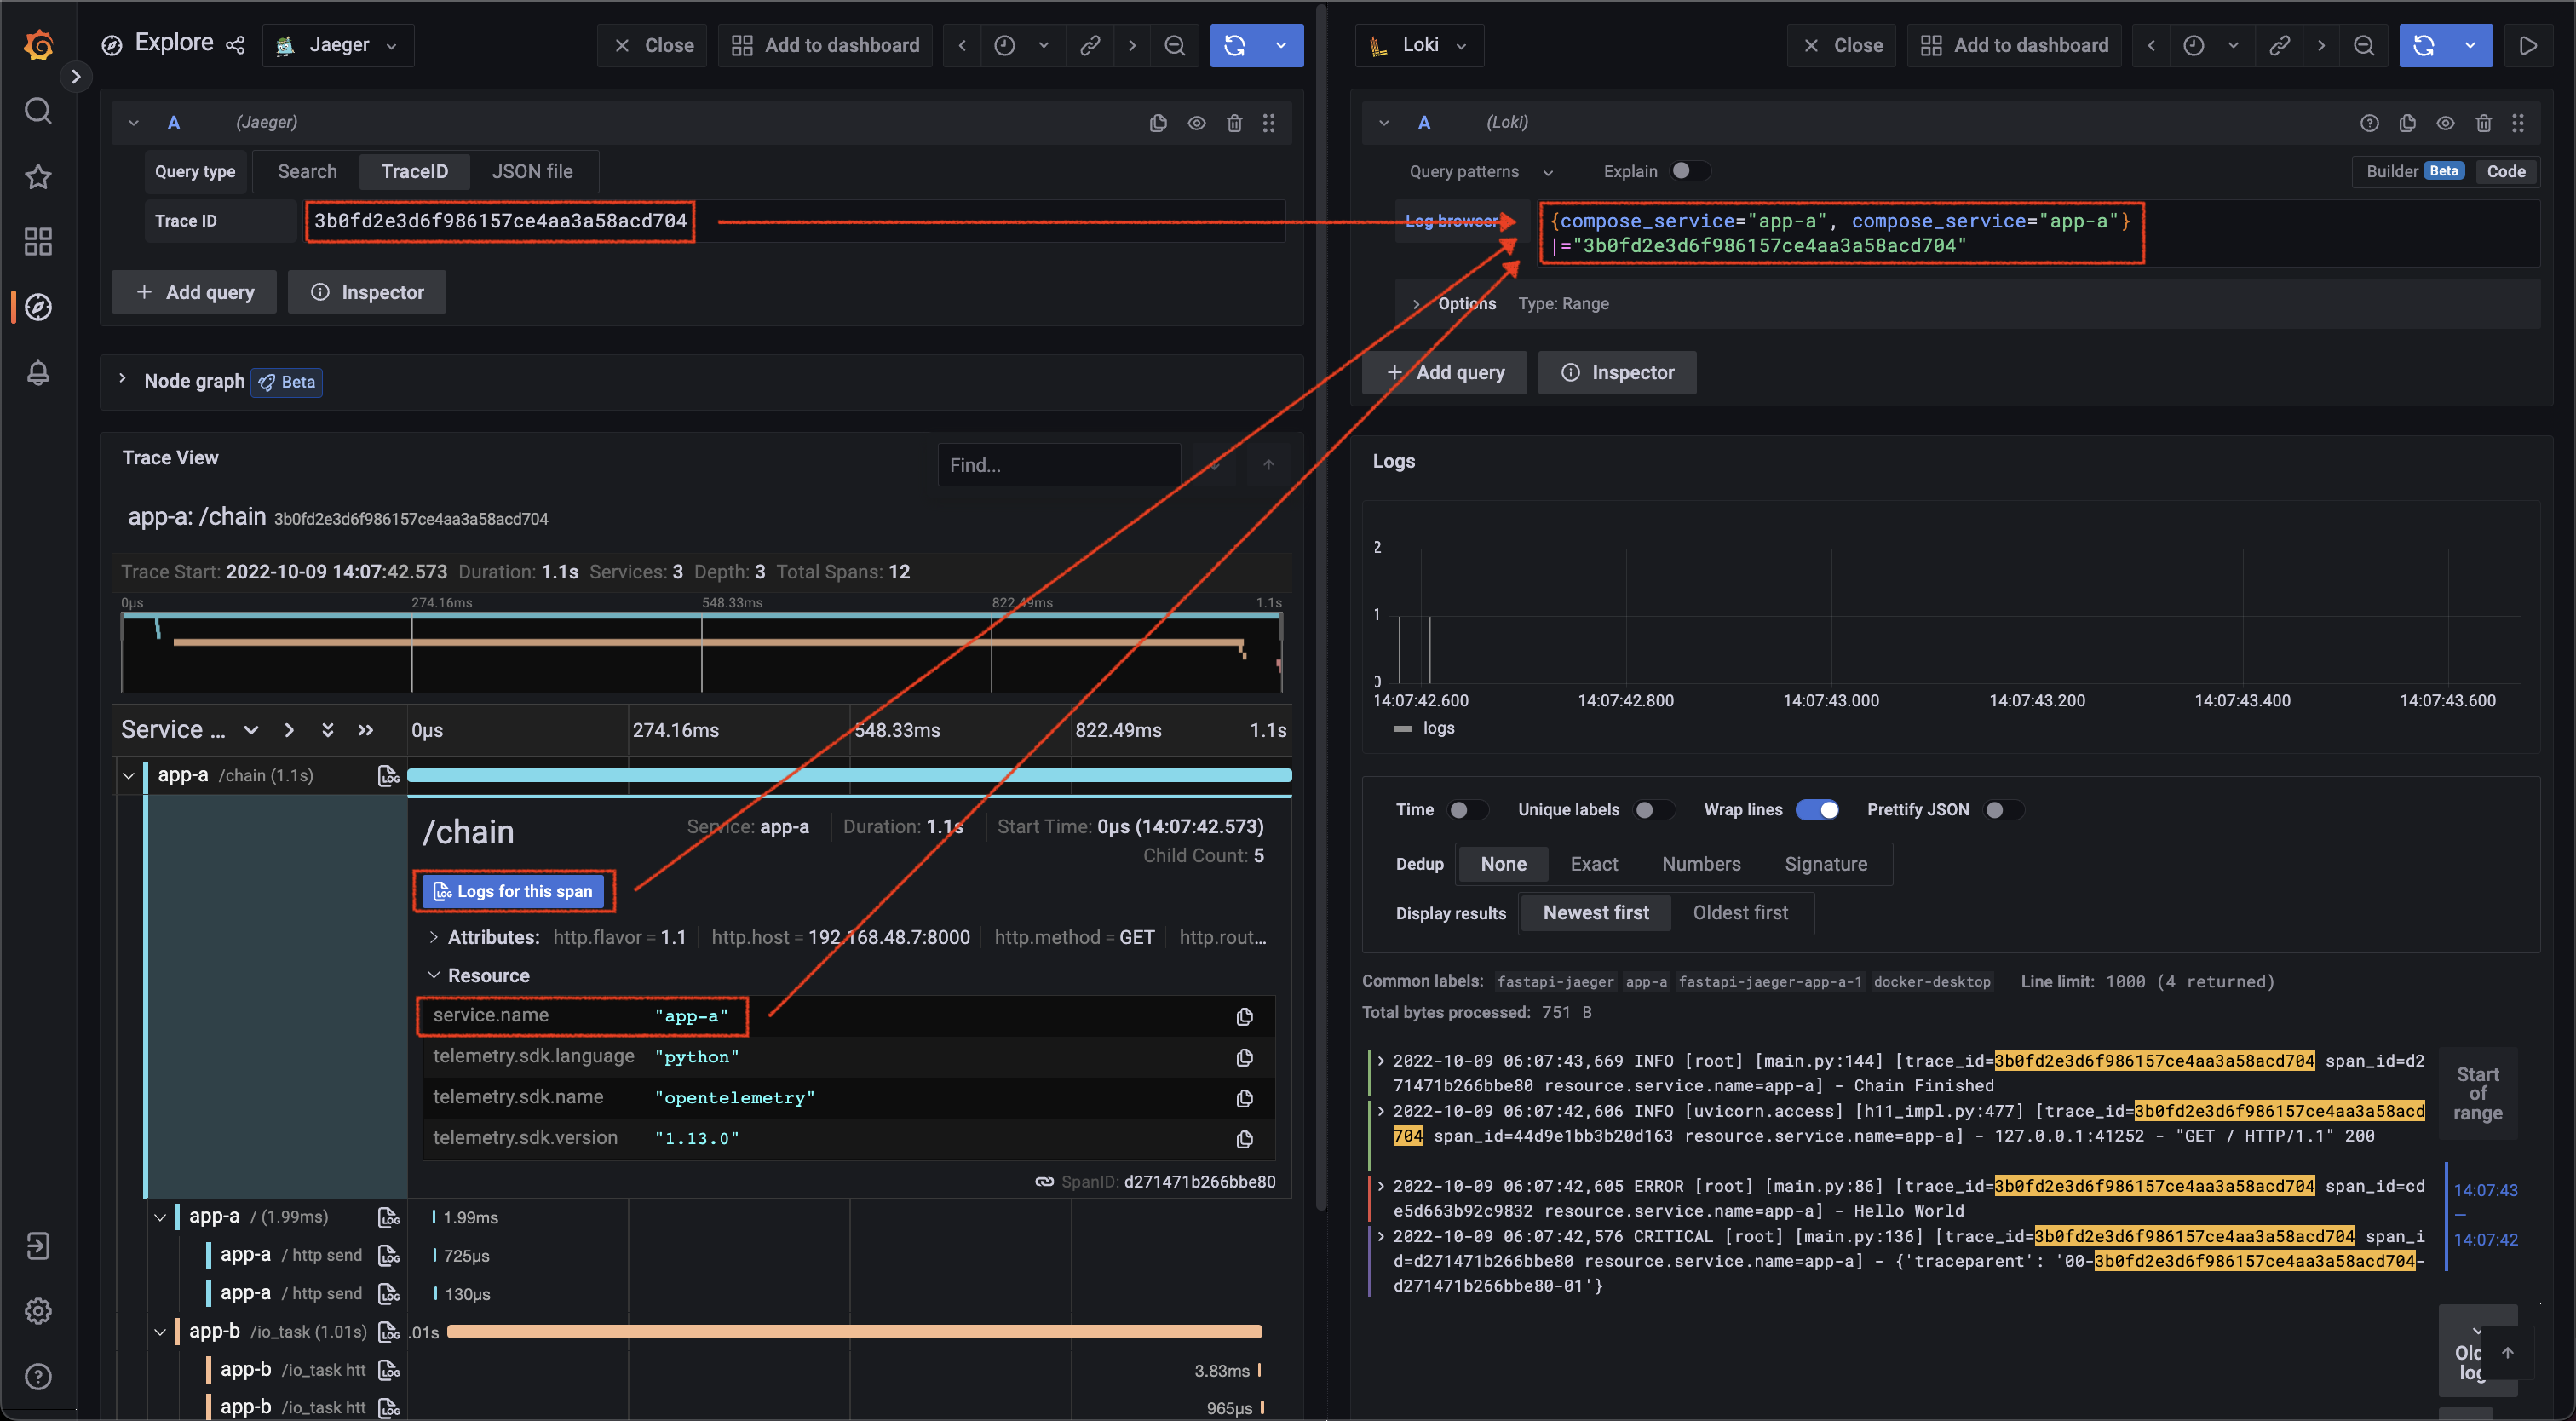 Explore
Jaeger
Close
Add to dashboard
A
(Jaeger)
Query type
Search
TraceID
JSON file
Trace ID
3b0fd2e3d6f986157ce4aa3a58acd704
Add query
Inspector
Node graph
Beta
Trace View
Find...
app-a: /chain 3b0fd2e3d6f986157ce4aa3a58acd704
Trace Start: 2022-10-09 14:07:42.573 Duration: 1.1s Services: 3 Depth: 3 Total Spans: 12
0μs 274.16ms 548.33ms 822.49ms 1.1s
Service ...
0μs 274.16ms 548.33ms 822.49ms 1.1s
app-a /chain (1.1s)
LOG
/chain
Service: app-a Duration: 1.1s Start Time: 0μs (14:07:42.573)
Child Count: 5
LOG Logs for this span
Attributes: http.flavor = 1.1 http.host = 192.168.48.7:8000 http.method = GET http.rout...
Resource
service.name "app-a"
telemetry.sdk.language "python"
telemetry.sdk.name "opentelemetry"
telemetry.sdk.version "1.13.0"
SpanID: d271471b266bbe80
app-a / (1.99ms) LOG 1.99ms
app-a / http send LOG 725μs
app-a / http send LOG 130μs
app-b /io_task (1.01s) LOG .01s
app-b /io_task htt LOG 3.83ms
app-b /io_task htt LOG 965μs
Loki
Close
Add to dashboard
A
(Loki)
Query patterns
Explain
Builder Beta
Code
Log browser
{compose_service="app-a", compose_service="app-a"}
|="3b0fd2e3d6f986157ce4aa3a58acd704"
Options Type: Range
Add query
Inspector
Logs
2
1
0
14:07:42.600 14:07:42.800 14:07:43.000 14:07:43.200 14:07:43.400 14:07:43.600
logs
Time Unique labels Wrap lines Prettify JSON
Dedup None Exact Numbers Signature
Display results Newest first Oldest first
Common labels: fastapi-jaeger app-a fastapi-jaeger-app-a-1 docker-desktop Line limit: 1000 (4 returned)
Total bytes processed: 751 B
2022-10-09 06:07:43,669 INFO [root] [main.py:144] [trace_id=3b0fd2e3d6f986157ce4aa3a58acd704 span_id=d2
71471b266bbe80 resource.service.name=app-a] - Chain Finished
2022-10-09 06:07:42,606 INFO [uvicorn.access] [h11_impl.py:477] [trace_id=3b0fd2e3d6f986157ce4aa3a58acd
704 span_id=44d9e1bb3b20d163 resource.service.name=app-a] - 127.0.0.1:41252 - "GET / HTTP/1.1" 200
2022-10-09 06:07:42,605 ERROR [root] [main.py:86] [trace_id=3b0fd2e3d6f986157ce4aa3a58acd704 span_id=cd
e5d663b92c9832 resource.service.name=app-a] - Hello World
2022-10-09 06:07:42,576 CRITICAL [root] [main.py:136] [trace_id=3b0fd2e3d6f986157ce4aa3a58acd704 span_i
d=d271471b266bbe80 resource.service.name=app-a] - {'traceparent': '00-3b0fd2e3d6f986157ce4aa3a58acd704-
d271471b266bbe80-01'}
Start
of
range
14:07:43
—
14:07:42